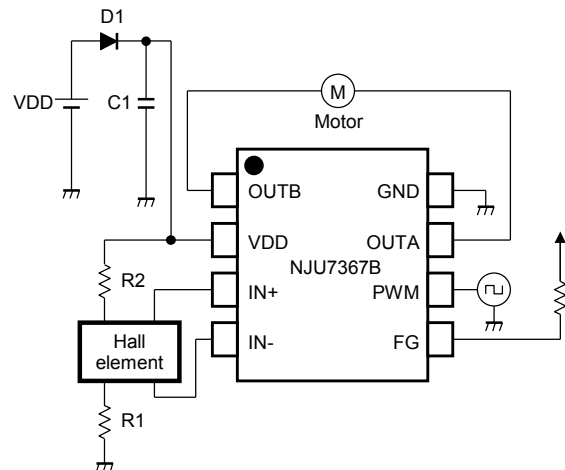 D1
VDD
C1
M
Motor
OUTB
GND
VDD
OUTA
NJU7367B
R2
IN+
PWM
Hall
element
IN-
FG
R1